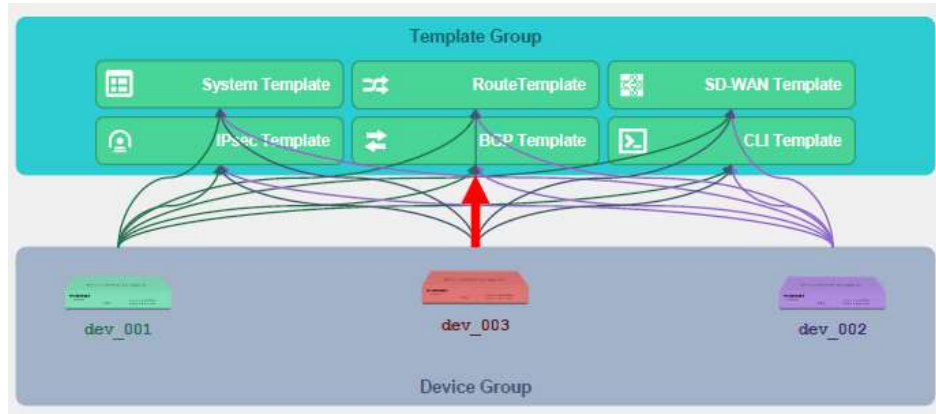 Template Group
System Template
RouteTemplate
SD-WAN Template
IPsec Template
BGP Template
CLI Template
dev_001
dev_003
dev_002
Device Group